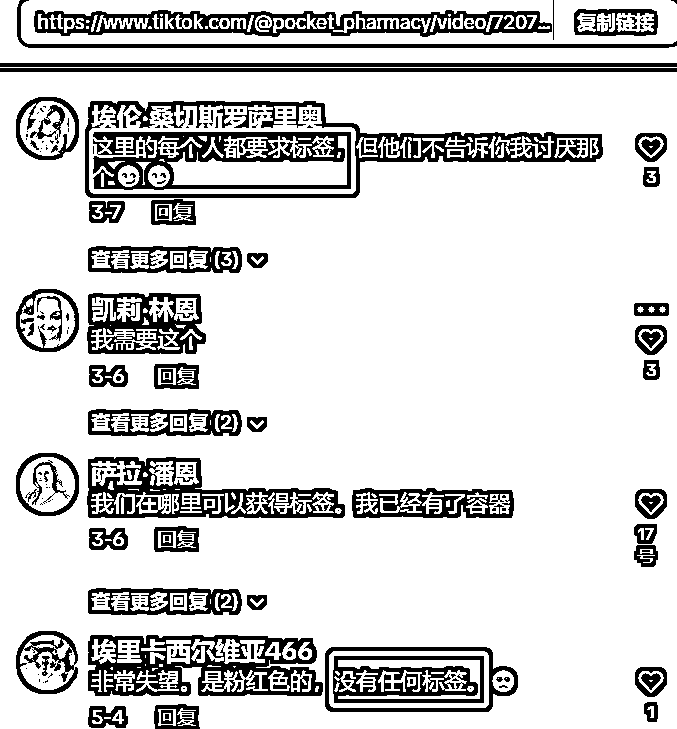 https://www.tiktok.com/@pocket_pharmacy/video/7207... 复制链接
埃伦·桑切斯罗萨里奥
这里的每个人都要求标签，但他们不告诉你我讨厌那
个
3
3-7 回复
查看更多回复 (3)
凯莉·林恩
我需要这个
3
3-6 回复
查看更多回复 (2)
萨拉·潘恩
我们在哪里可以获得标签。我已经有了容器
17
号
3-6 回复
查看更多回复 (2)
埃里卡西尔维亚466
非常失望。是粉红色的，没有任何标签。
1
5-4 回复